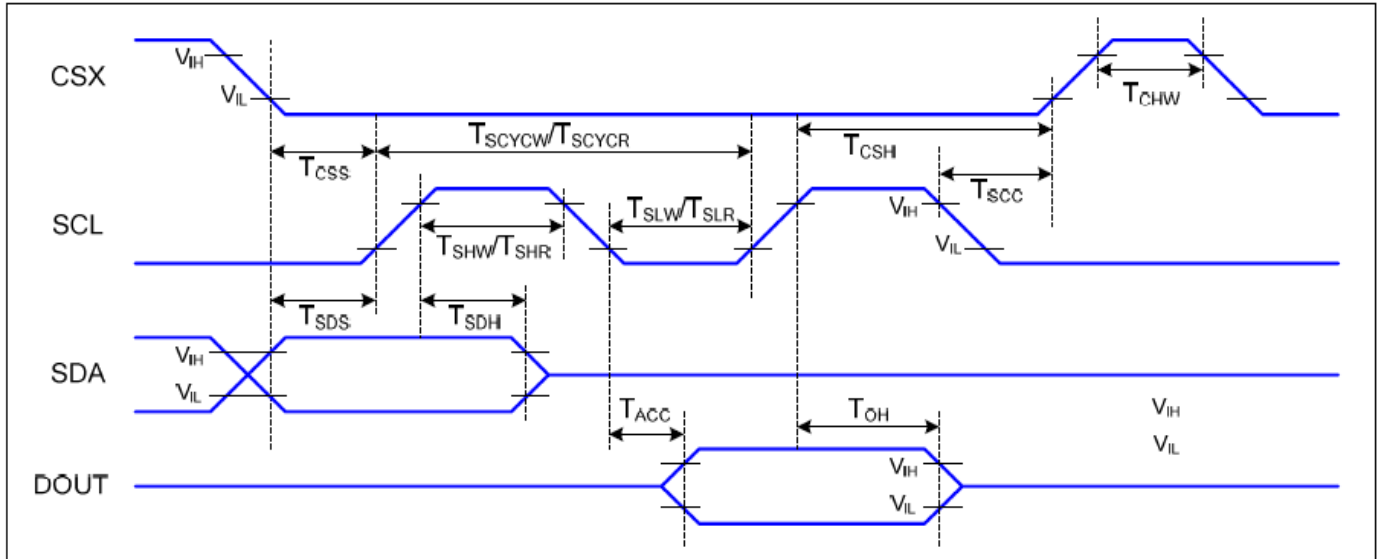 CSX
VIH
VIL
TCHW
TSCYCW/TSCYCR
TCSS
TCSH
TSCC
SCL
TSLW/TSLR
VIH
TSHW/TSHR
VIL
TSDS
TSDH
SDA
VIH
VIL
TACC
TOH
VIH
VIL
DOUT
VIH
VIL